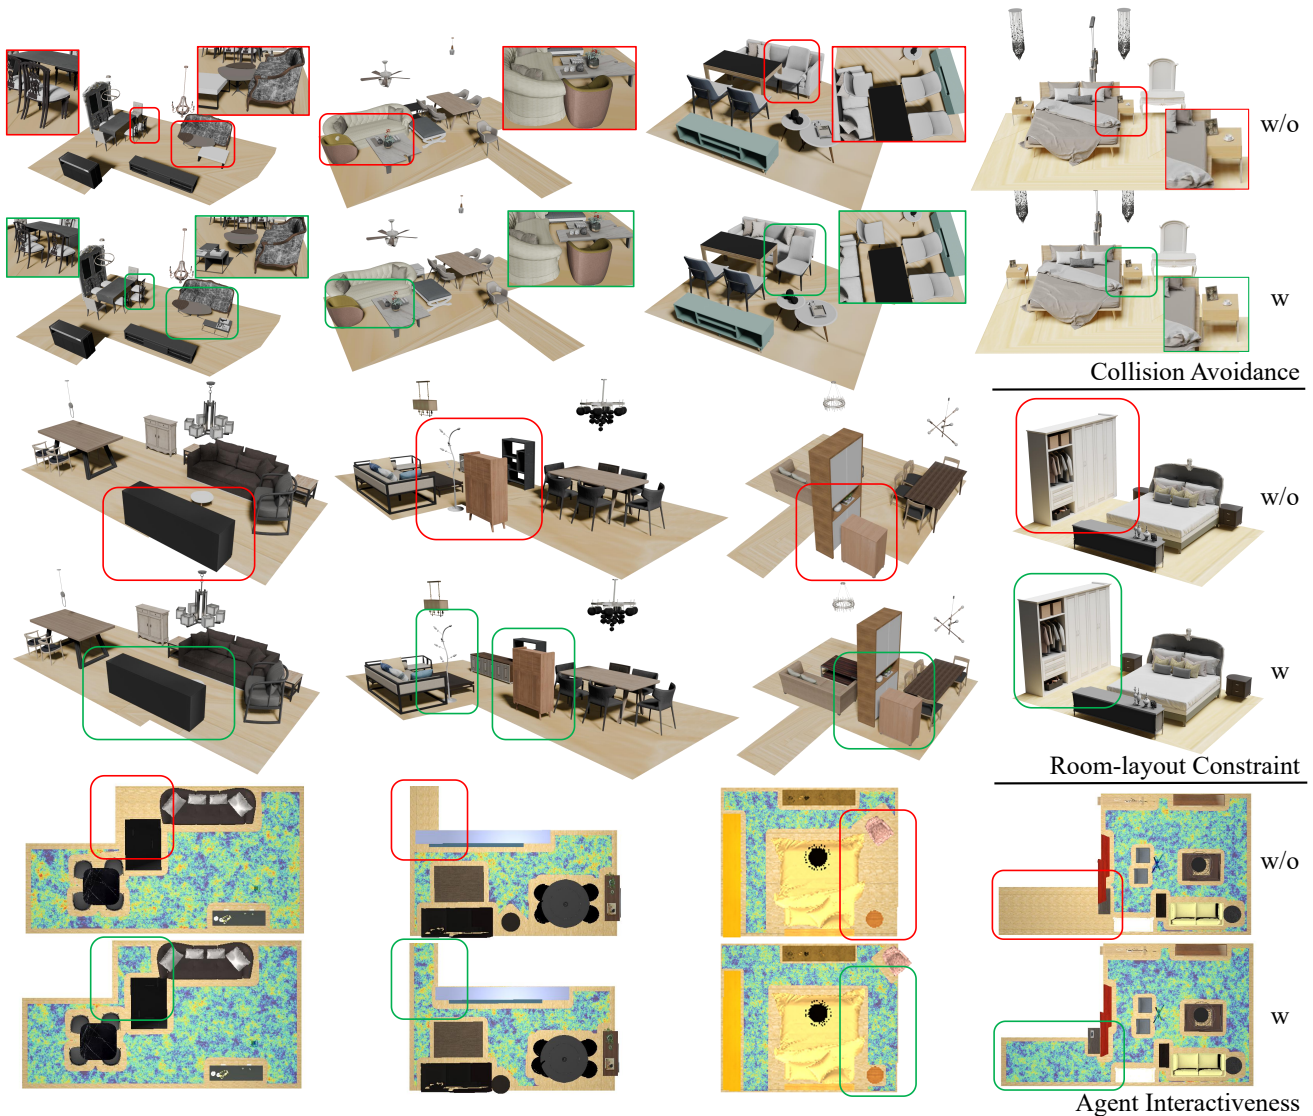 w/o
w
Collision Avoidance
w/o
w
Room-layout Constraint
w/o
w
Agent Interactiveness